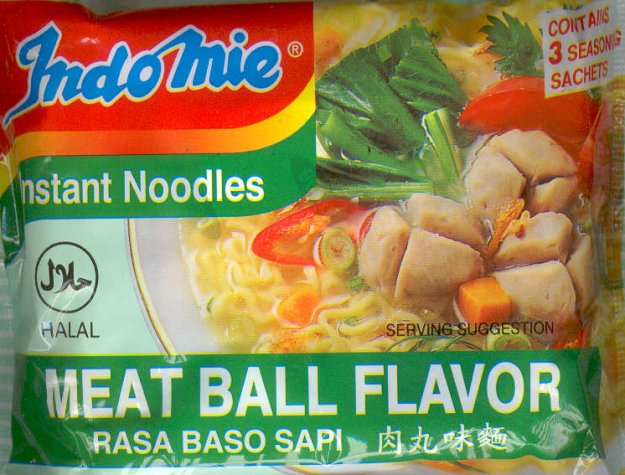 Indomie®
CONTAINS
3 SEASONING
SACHETS
Instant Noodles
حلال
HALAL
SERVING SUGGESTION
MEAT BALL FLAVOR
RASA BASO SAPI 肉丸味麵